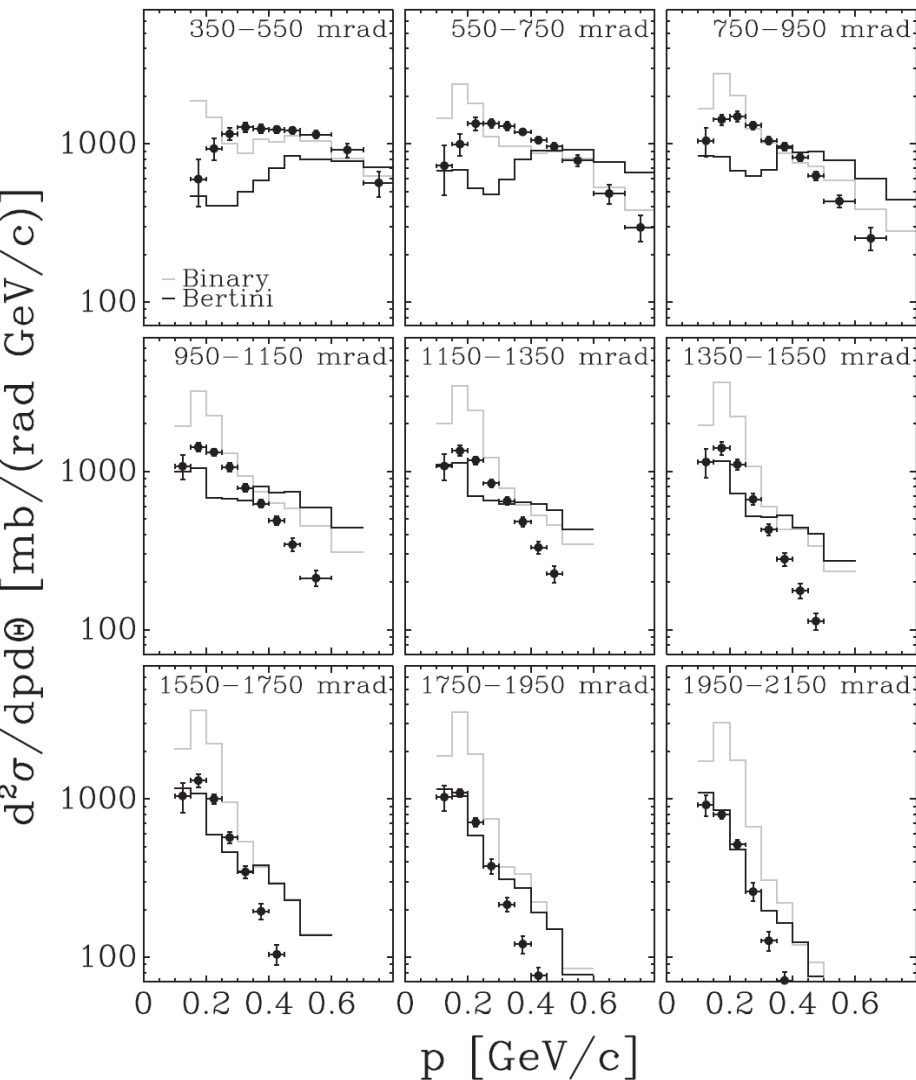 350−550 mrad
550−750 mrad
750−950 mrad
1000
100
Binary
Bertini
950−1150 mrad
1150−1350 mrad
1350−1550 mrad
1000
100
1550−1750 mrad
1750−1950 mrad
1950−2150 mrad
1000
100
0 0.2 0.4 0.6
0 0.2 0.4 0.6
0 0.2 0.4 0.6
p [GeV/c]
d²σ/dpdΘ [mb/(rad GeV/c)]